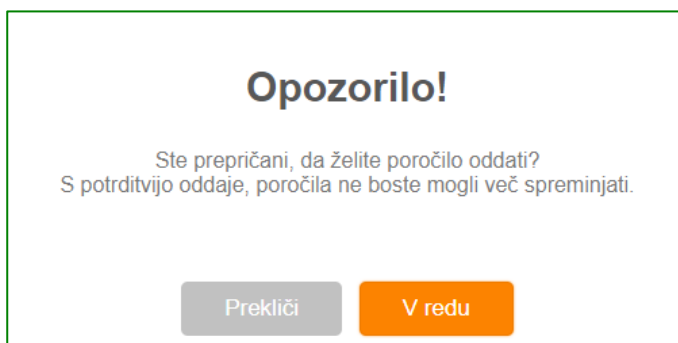 Opozorilo!
Ste prepričani, da želite poročilo oddati?
S potrditvijo oddaje, poročila ne boste mogli več spreminjati.
Prekliči
V redu